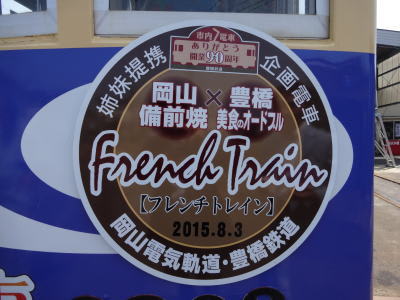 市内電車
ありがとう
開業90周年
姉妹提携
企画電車
岡山×豊橋
備前焼 美食のオードブル
French Train
【フレンチトレイン】
2015.8.3
岡山電気軌道・豊橋鉄道